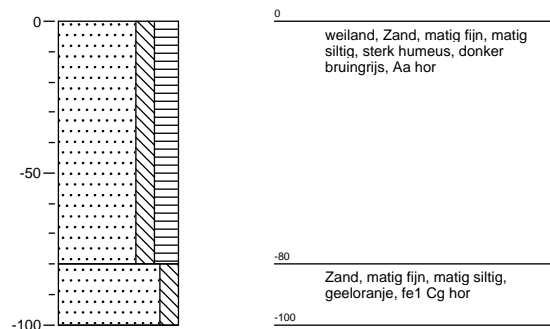 0
-50
-100
0
weiland, Zand, matig fijn, matig
siltig, sterk humeus, donker
bruingrijs, Aa hor
-80
Zand, matig fijn, matig siltig,
geeloranje, fe1 Cg hor
-100